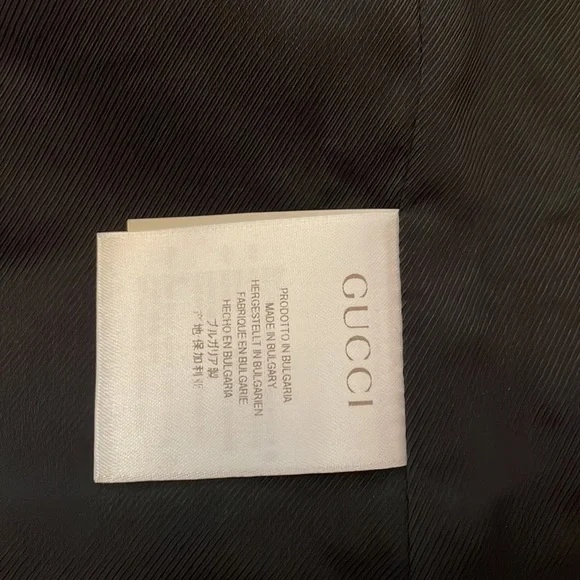 GUCCI
PRODOTTO IN BULGARIA
MADE IN BULGARY
HERGESTELLT IN BULGARIEN
FABRIQUE EN BULGARIE
HECHO EN BULGARIA
ブルガリア製
产地:保加利亚